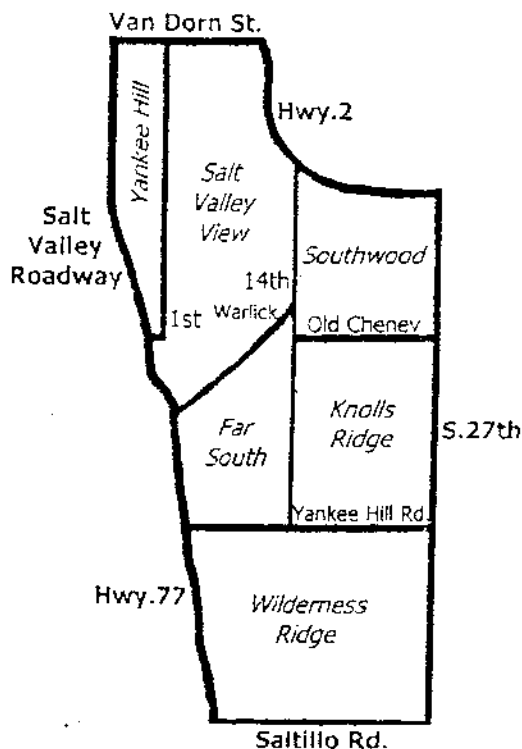 Van Dorn St.
Hwy.2
Yankee Hill
Salt
Valley
View
Salt
Valley
Roadway
Southwood
14th
1st
Warlick
Old Cheney
Knolls
Ridge
Far
South
S.27th
Yankee Hill Rd.
Hwy.77
Wilderness
Ridge
Saltillo Rd.